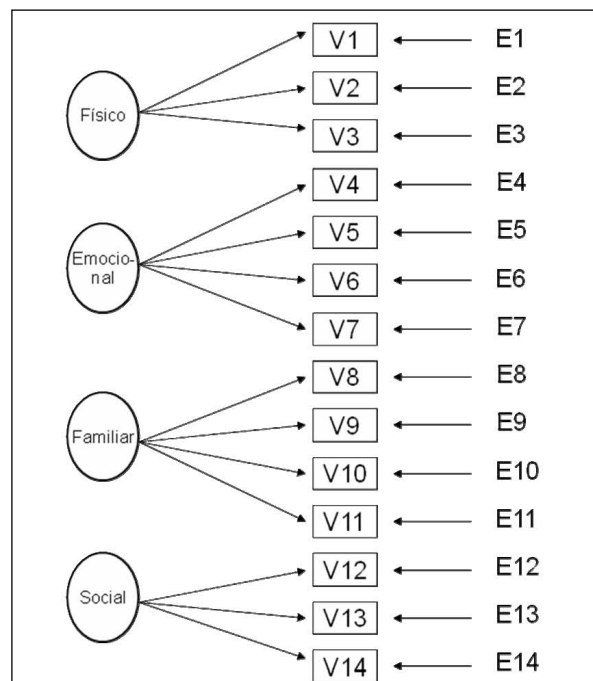 V1 E1
V2 E2
Físico
V3 E3
V4 E4
V5 E5
Emocio-
nal
V6 E6
V7 E7
V8 E8
V9 E9
Familiar
V10 E10
V11 E11
V12 E12
Social
V13 E13
V14 E14